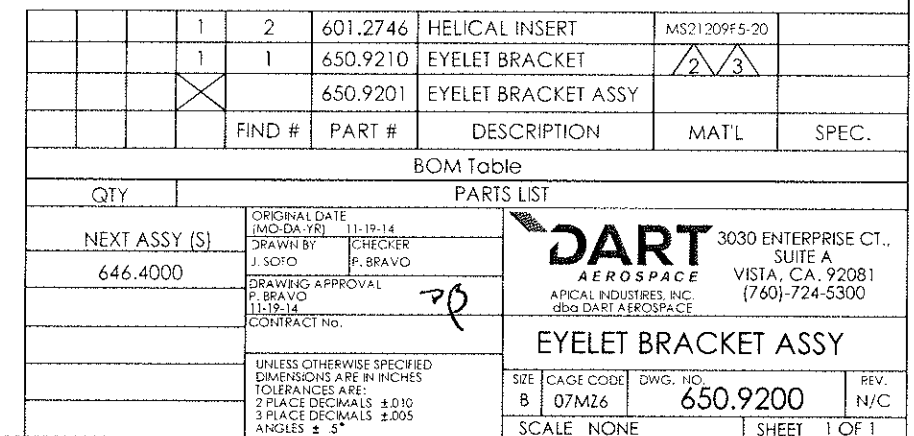 1 2 601.2746 HELICAL INSERT MS21209F5-20
1 1 650.9210 EYELET BRACKET 2 3
650.9201 EYELET BRACKET ASSY
FIND # PART # DESCRIPTION MAT'L SPEC.
BOM Table
QTY PARTS LIST
NEXT ASSY (S)
646.4000
ORIGINAL DATE
(MO-DA-YR) 11-19-14
DRAWN BY CHECKER
J. SOTO P. BRAVO
DRAWING APPROVAL
P. BRAVO
11-19-14
PB
CONTRACT No.
UNLESS OTHERWISE SPECIFIED
DIMENSIONS ARE IN INCHES
TOLERANCES ARE:
2 PLACE DECIMALS ±.010
3 PLACE DECIMALS ±.005
ANGLES ± .5°
DART
AEROSPACE
APICAL INDUSTIRES, INC.
dba DART AEROSPACE
3030 ENTERPRISE CT.,
SUITE A
VISTA, CA. 92081
(760)-724-5300
EYELET BRACKET ASSY
SIZE CAGE CODE DWG. NO. REV.
B 07MZ6 650.9200 N/C
SCALE NONE SHEET 1 OF 1